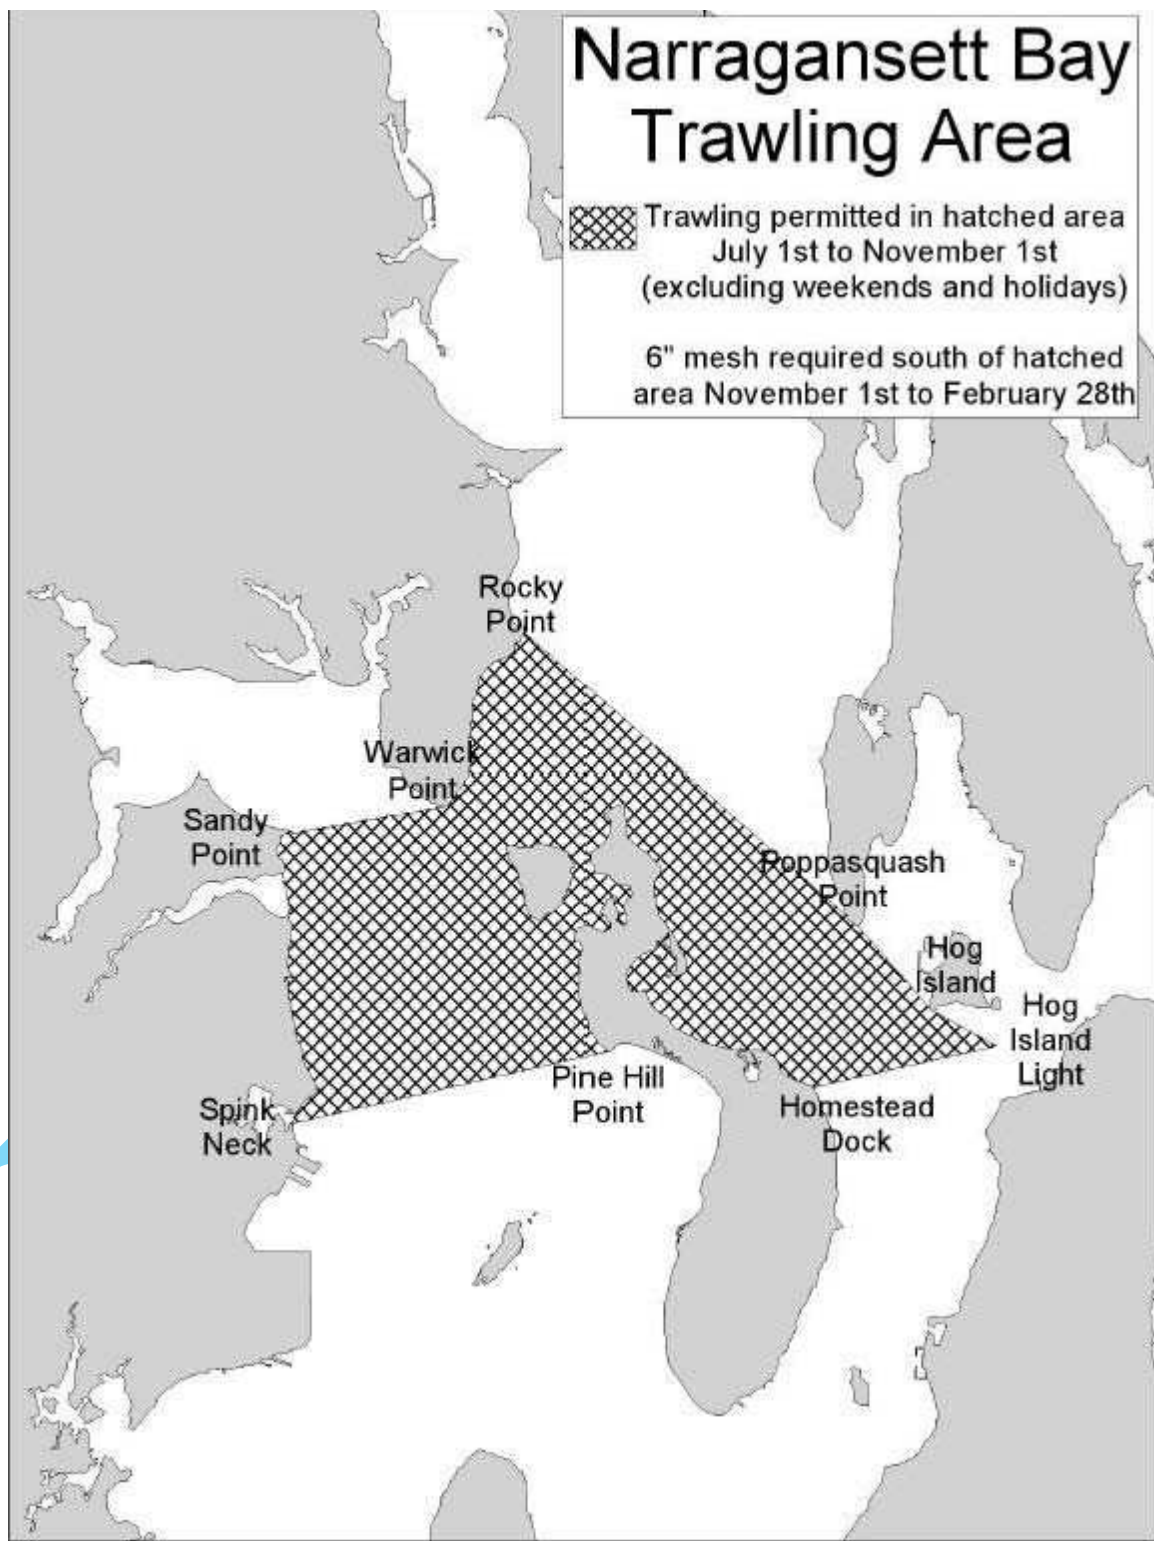 Narragansett Bay
Trawling Area
Trawling permitted in hatched area
July 1st to November 1st
(excluding weekends and holidays)
6" mesh required south of hatched
area November 1st to February 28th
Rocky
Point
Warwick
Point
Sandy
Point
Poppasquash
Point
Hog
Island
Hog
Island
Light
Pine Hill
Point
Homestead
Dock
Spink
Neck